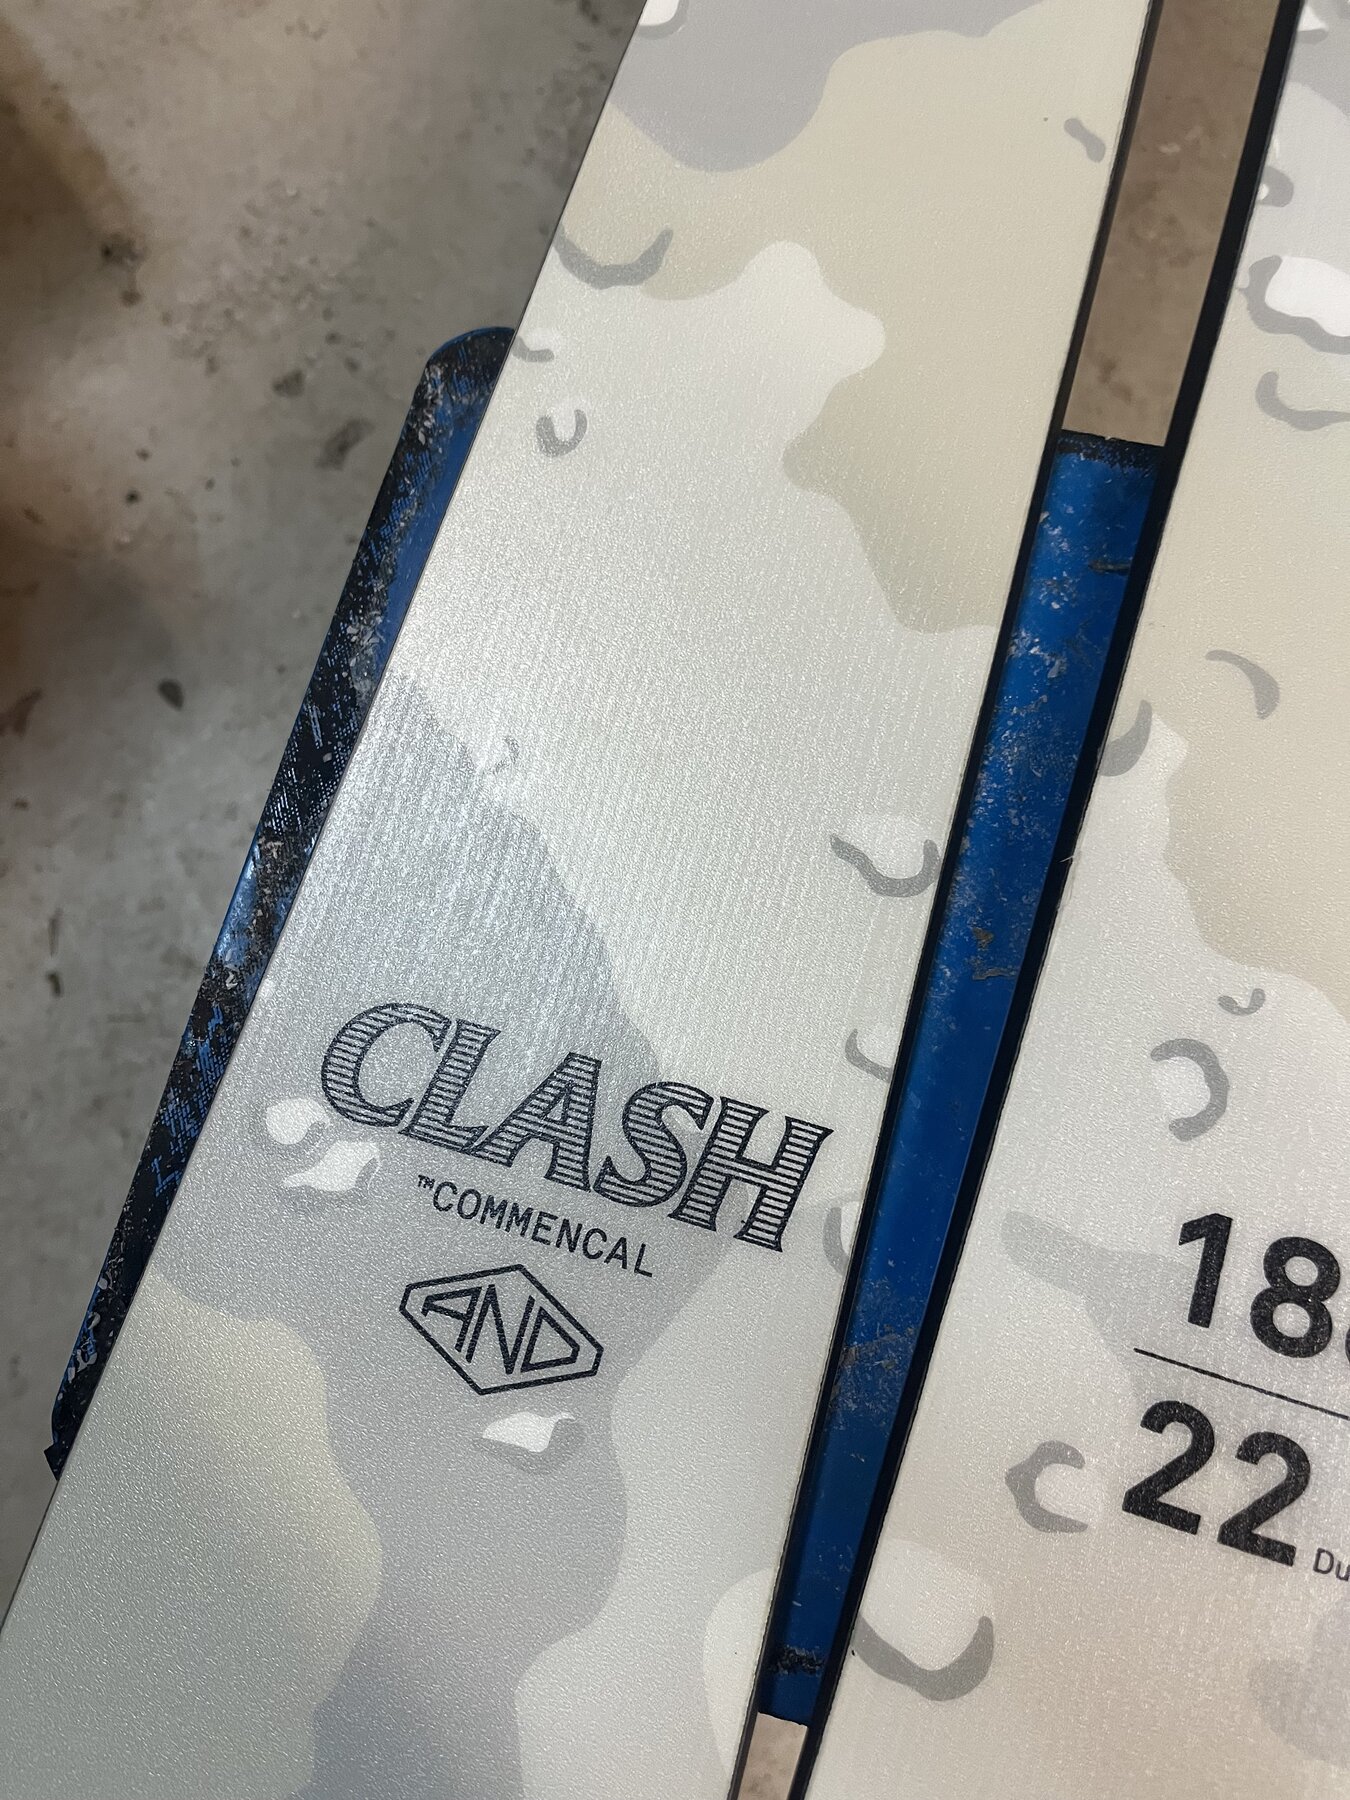 CLASH
™COMMENCAL
AND
18
22